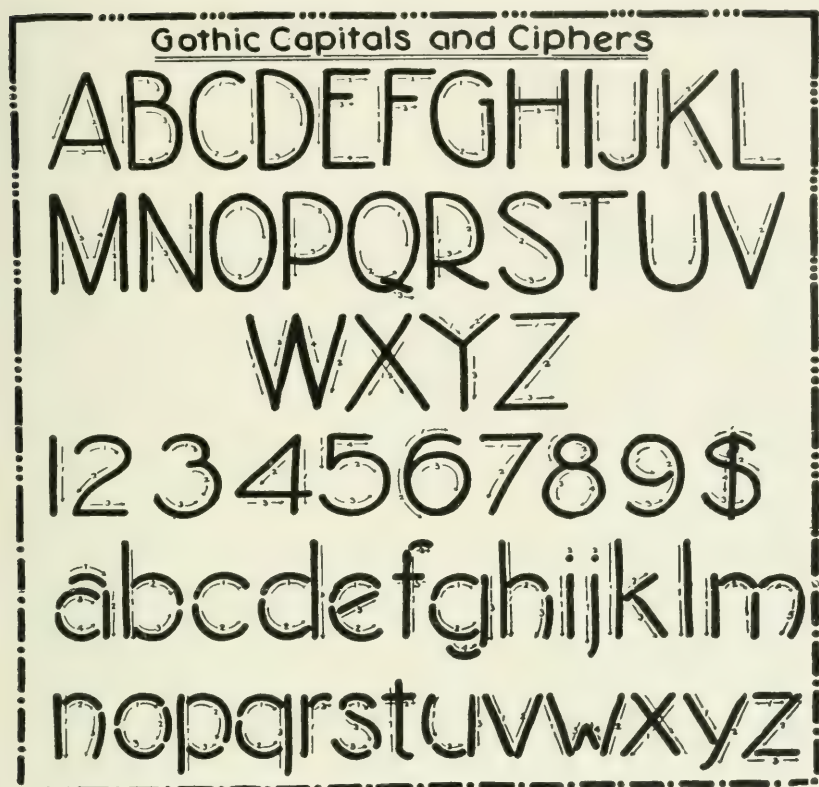 Gothic Capitals and Ciphers
ABCDEFGHIJKL
MNOPQRSTUV
WXYZ
123456789$
abcdefghijklm
nopqrstuvwxyz